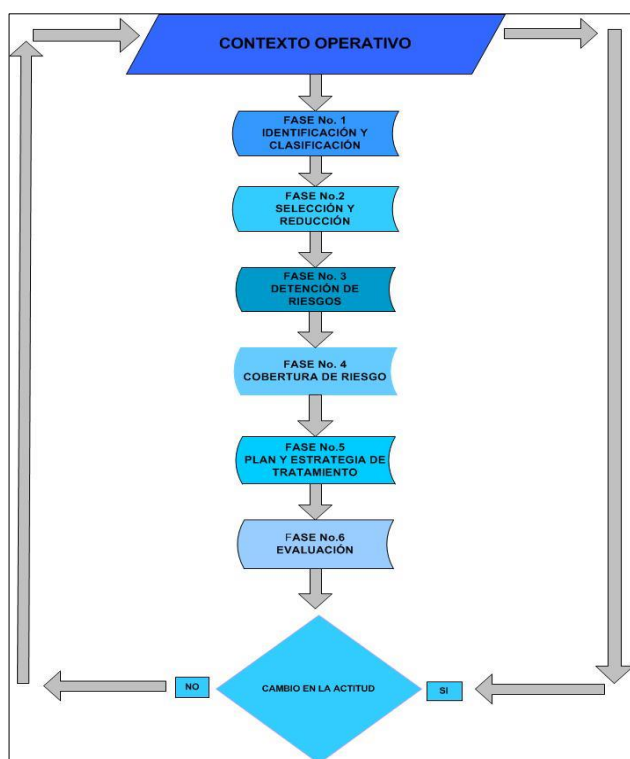 CONTEXTO OPERATIVO
FASE No. 1
IDENTIFICACIÓN Y
CLASIFICACIÓN
FASE No.2
SELECCIÓN Y
REDUCCIÓN
FASE No. 3
DETENCIÓN DE
RIESGOS
FASE No. 4
COBERTURA DE RIESGO
FASE No.5
PLAN Y ESTRATEGIA DE
TRATAMIENTO
FASE No.6
EVALUACIÓN
NO
CAMBIO EN LA ACTITUD
SI